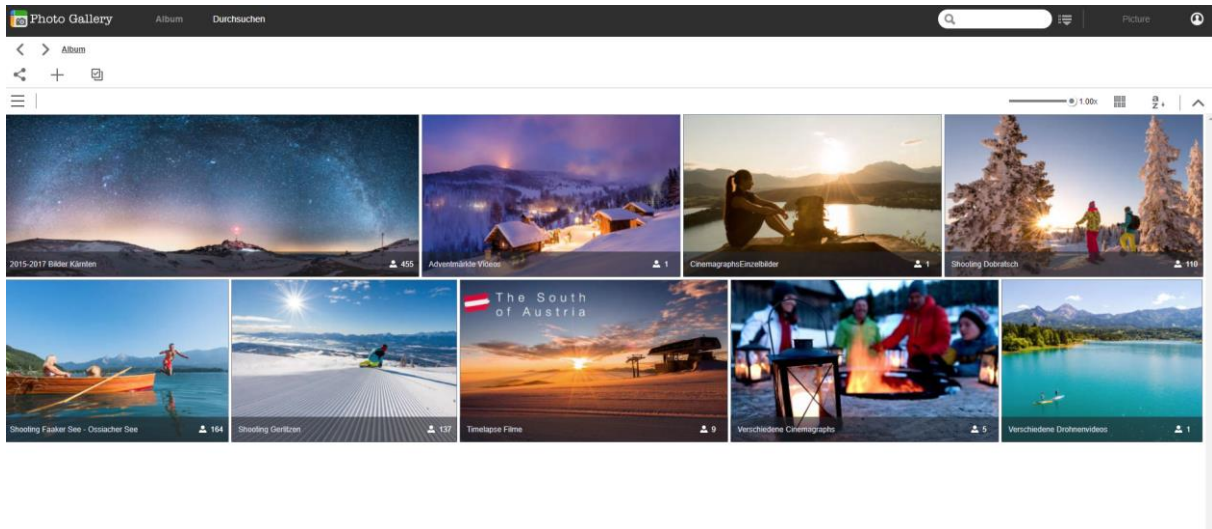 Photo Gallery Album Durchsuchen Picture
Album
1.00x
2015-2017 Bilder Kärnten 455
Adventmärkte Videos 1
CinemagraphsEinzelbilder 1
Shooting Dobratsch 110
The South
of Austria
Shooting Faaker See - Ossiacher See 164
Shooting Gerlitzen 137
Timelapse Filme 9
Verschiedene Cinemagraphs 5
Verschiedene Drohnenvideos 1